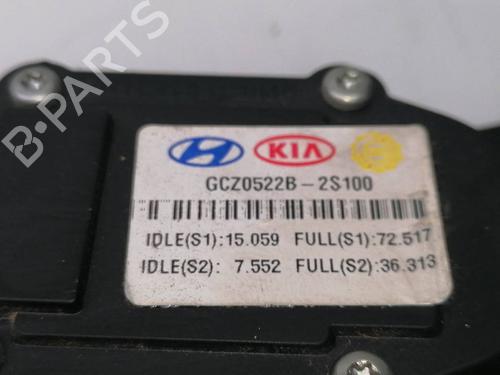 B-PARTS
KIA
GCZ0522B-2S100
IDLE(S1):15.059 FULL(S1):72.517
IDLE(S2): 7.552 FULL(S2):36.313